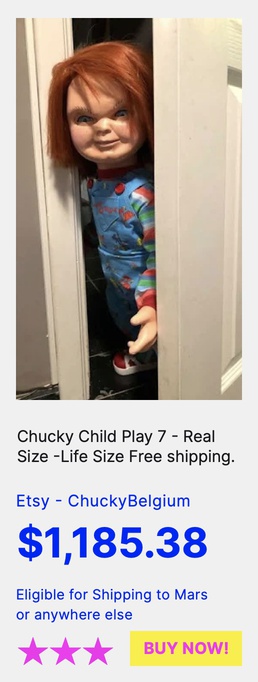 Chucky Child Play 7 - Real
Size -Life Size Free shipping.
Etsy - ChuckyBelgium
$1,185.38
Eligible for Shipping to Mars
or anywhere else
BUY NOW!